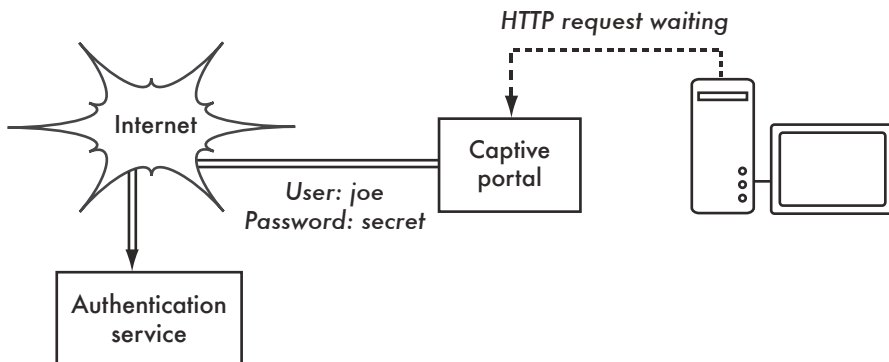 HTTP request waiting
Internet
Captive
portal
User: joe
Password: secret
Authentication
service